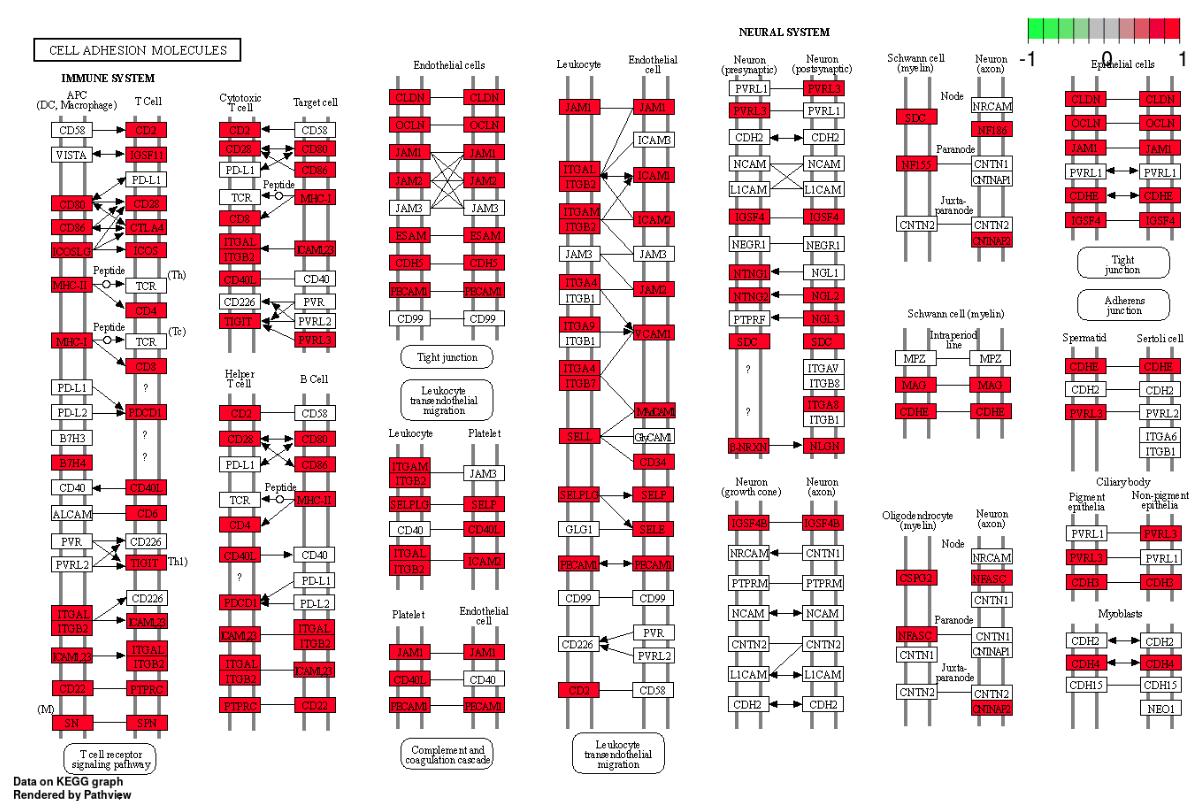 CELL ADHESION MOLECULES
IMMUNE SYSTEM
APC
(DC, Macrophage)
T Cell
CD58
CD2
VISTA
IGSF11
PD-L1
CD80
CD28
CD86
CTLA4
ICOSLG
ICOS
Peptide
(Th)
MHC-II
TCR
CD4
Peptide
(Tc)
MHC-I
TCR
CD8
PD-L1
?
PD-L2
PDCD1
B7H3
?
B7H4
?
CD40
CD40L
ALCAM
CD6
PVR
CD226
PVRL2
TIGIT
Th1)
CD226
ITGAL
ITGB2
ICAM1,23
ICAM1,23
ITGAL
ITGB2
CD22
PTPRC
(M)
SN
SPN
T cell receptor
signaling pathway
Cytotoxic
T cell
Target cell
CD2
CD58
CD28
CD80
PD-L1
CD86
Peptide
TCR
MHC-I
CD8
ITGAL
ITGB2
ICAM1,23
CD40L
CD40
CD226
PVR
TIGIT
PVRL2
PVRL3
Helper
T cell
B Cell
CD2
CD58
CD28
CD80
PD-L1
CD86
Peptide
TCR
MHC-II
CD4
CD40L
CD40
?
PD-L1
PDCD1
PD-L2
ICAM1,23
ITGAL
ITGB2
ITGAL
ITGB2
ICAM1,23
PTPRC
CD22
Endothelial cells
CLDN
CLDN
OCLN
OCLN
JAM1
JAM1
JAM2
JAM2
JAM3
JAM3
ESAM
ESAM
CDH5
CDH5
PECAM1
PECAM1
CD99
CD99
Tight junction
Leukocyte
transendothelial
migration
Leukocyte
Platelet
ITGAM
ITGB2
JAM3
SELPLG
SELP
CD40
CD40L
ITGAL
ITGB2
ICAM2
Platelet
Endothelial
cell
JAM1
JAM1
CD40L
CD40
PECAM1
PECAM1
Complement and
coagulation cascade
Leukocyte
Endothelial
cell
JAM1
JAM1
ICAM3
ITGAL
ITGB2
ICAM1
ITGAM
ITGB2
ICAM2
JAM3
JAM3
ITGA4
ITGB1
JAM2
ITGA9
ITGB1
VCAM1
ITGA4
ITGB7
MAdCAM1
SELL
GlyCAM1
CD34
SELPLG
SELP
GLG1
SELE
PECAM1
PECAM1
CD99
CD99
CD226
PVR
PVRL2
CD2
CD58
Leukocyte
transendothelial
migration
NEURAL SYSTEM
Neuron
(presynaptic)
Neuron
(postsynaptic)
PVRL1
PVRL3
PVRL3
PVRL1
CDH2
CDH2
NCAM
NCAM
L1CAM
L1CAM
IGSF4
IGSF4
NEGR1
NEGR1
NTNG1
NGL1
NTNG2
NGL2
PTPRF
NGL3
SDC
SDC
?
ITGAV
ITGB8
?
ITGA8
ITGB1
B-NRXN
NLGN
Neuron
(growth cone)
Neuron
(axon)
IGSF4B
IGSF4B
NRCAM
CNTN1
PTPRM
PTPRM
NCAM
NCAM
CNTN2
CNTN2
L1CAM
L1CAM
CDH2
CDH2
Schwann cell
(myelin)
Neuron
(axon)
Node
NRCAM
SDC
NF186
Paranode
NF155
CNTN1
CNTNAP1
Juxta-
paranode
CNTN2
CNTN2
CNTNAP2
Schwann cell (myelin)
Intraperiod
line
MPZ
MPZ
MAG
MAG
CDHE
CDHE
Oligodendrocyte
(myelin)
Neuron
(axon)
Node
NRCAM
CSPG2
NFASC
CNTN1
Paranode
NFASC
CNTN1
CNTN1
CNTNAP1
Juxta-
paranode
CNTN2
CNTN2
CNTNAP2
-1
0
1
Epithelial cells
CLDN
CLDN
OCLN
OCLN
JAM1
JAM1
PVRL1
PVRL1
CDHE
CDHE
IGSF4
IGSF4
Tight
junction
Adherens
junction
Spermatid
Sertoli cell
CDHE
CDHE
CDH2
CDH2
PVRL3
PVRL2
ITGA6
ITGB1
Ciliary body
Pigment
epithelia
Non-pigment
epithelia
PVRL1
PVRL3
PVRL3
PVRL1
CDH3
CDH3
Myoblasts
CDH2
CDH2
CDH4
CDH4
CDH15
CDH15
NEO1
Data on KEGG graph
Rendered by Pathview